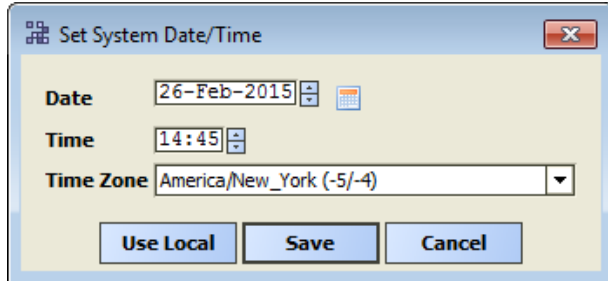 Set System Date/Time
Date 26-Feb-2015
Time 14:45
Time Zone America/New_York (-5/-4)
Use Local Save Cancel